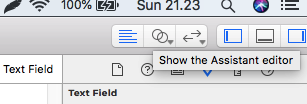 100% Sun 21.23
Show the Assistant editor
Text Field
Text Field